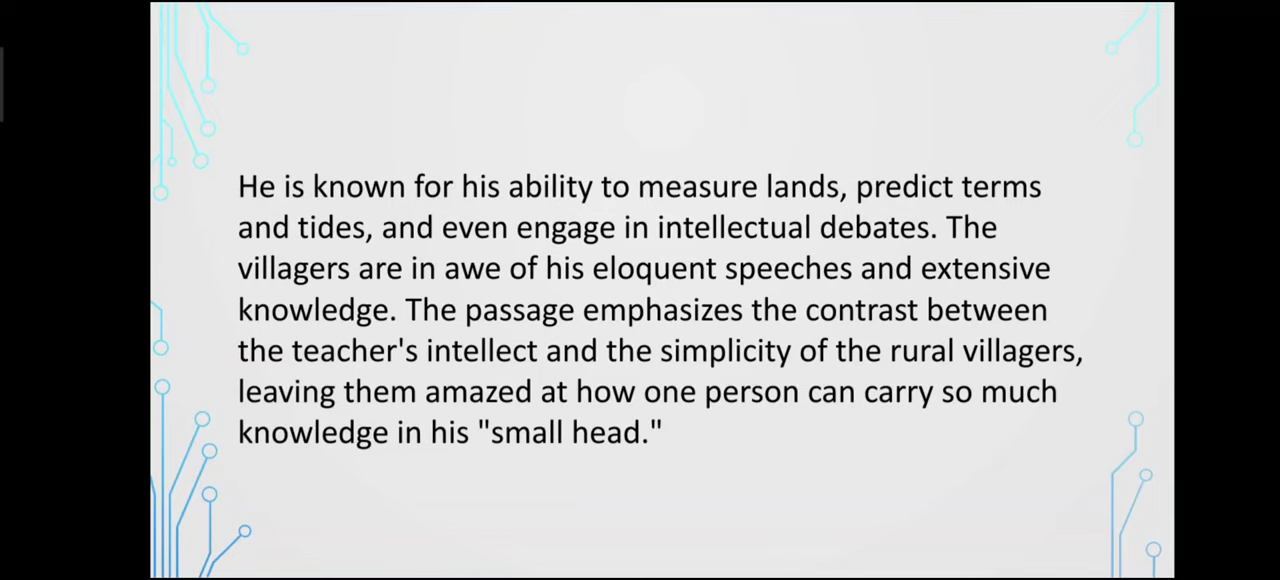 He is known for his ability to measure lands, predict terms
and tides, and even engage in intellectual debates. The
villagers are in awe of his eloquent speeches and extensive
knowledge. The passage emphasizes the contrast between
the teacher's intellect and the simplicity of the rural villagers,
leaving them amazed at how one person can carry so much
knowledge in his "small head."